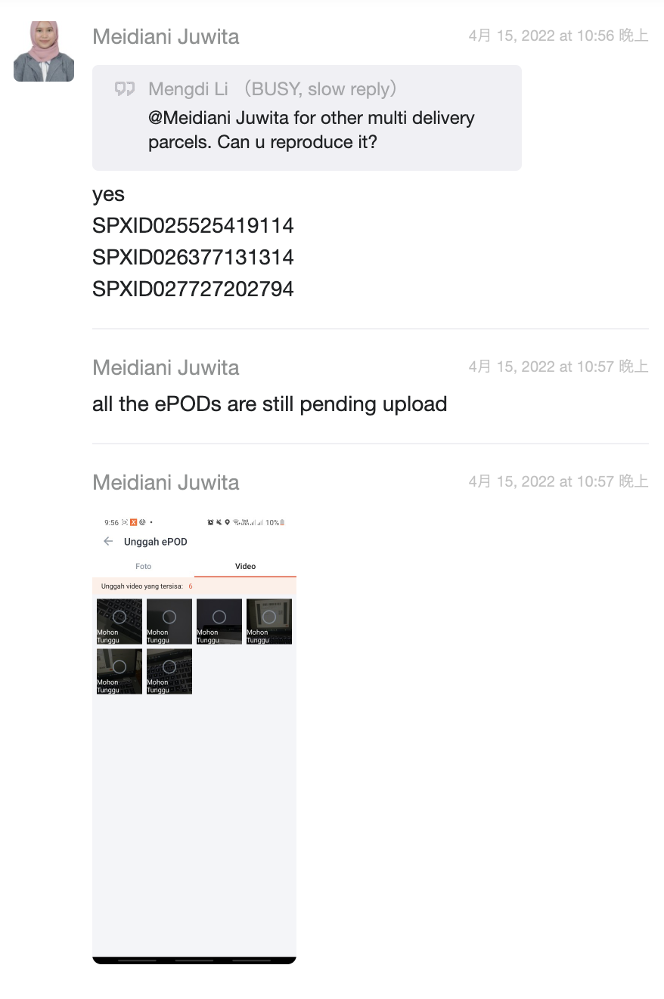 Meidiani Juwita
4月 15, 2022 at 10:56 晚上
Mengdi Li （BUSY, slow reply）
@Meidiani Juwita for other multi delivery
parcels. Can u reproduce it?
yes
SPXID025525419114
SPXID026377131314
SPXID027727202794
Meidiani Juwita
4月 15, 2022 at 10:57 晚上
all the ePODs are still pending upload
Meidiani Juwita
4月 15, 2022 at 10:57 晚上
9:56
10%
Unggah ePOD
Foto
Video
Unggah video yang tersisa: 6
Mohon
Tunggu
Mohon
Tunggu
Mohon
Tunggu
Mohon
Tunggu
Mohon
Tunggu
Mohon
Tunggu